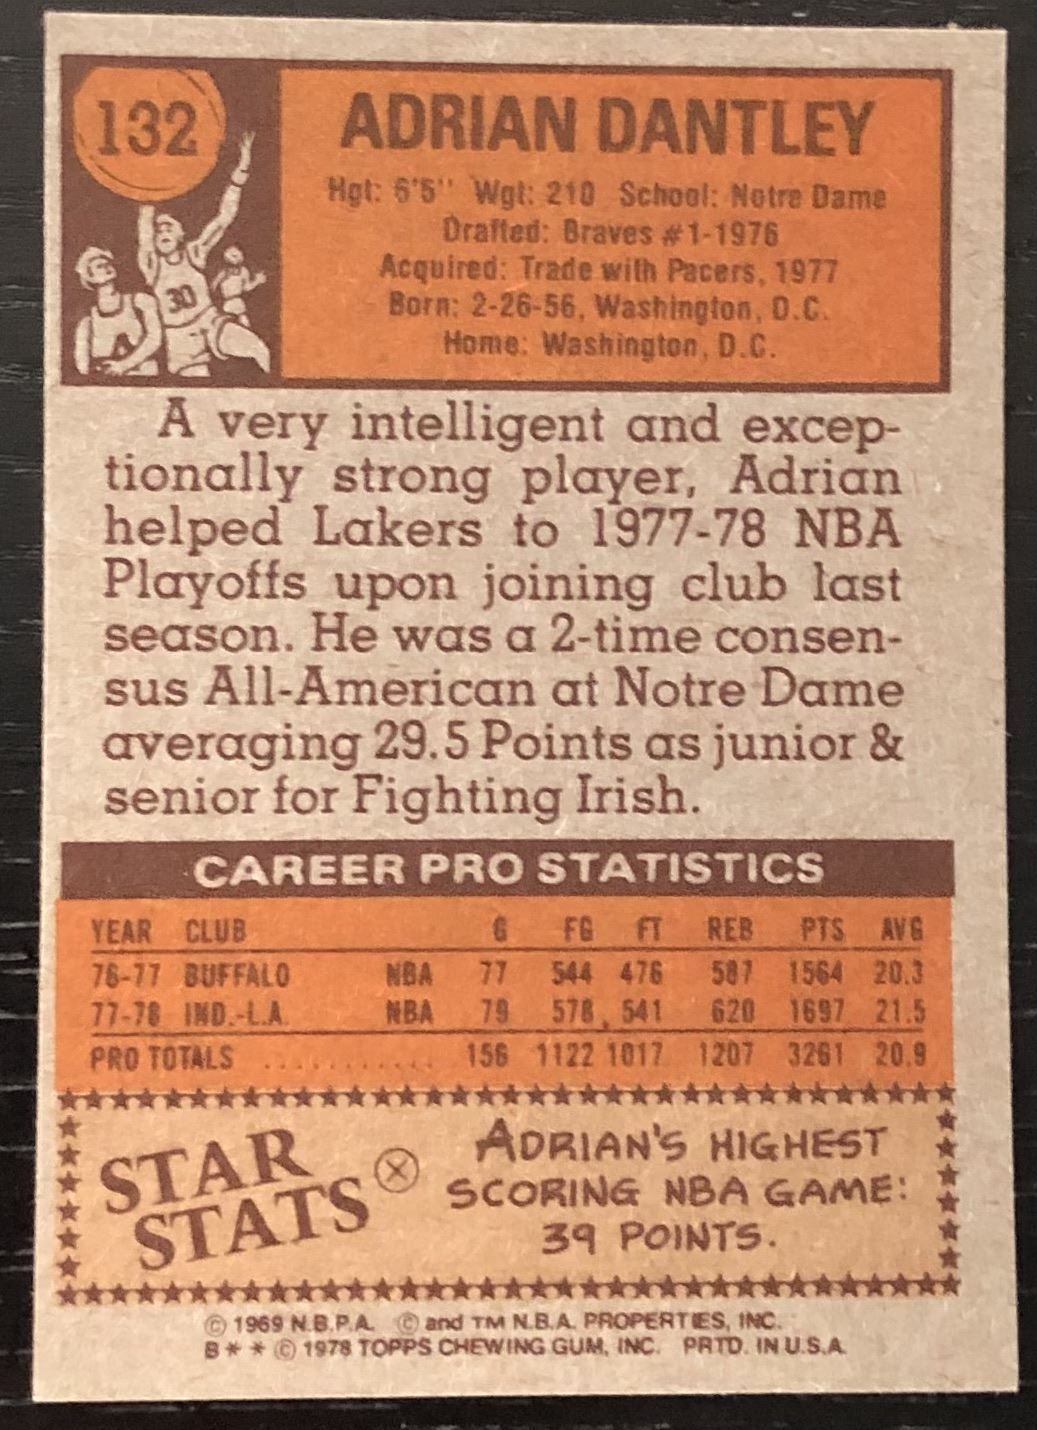 132
ADRIAN DANTLEY
Hgt: 6'5" Wgt: 210 School: Notre Dame
Drafted: Braves #1-1976
Acquired: Trade with Pacers, 1977
Born: 2-26-56, Washington, D.C.
Home: Washington, D.C.
30
A very intelligent and excep-
tionally strong player, Adrian
helped Lakers to 1977-78 NBA
Playoffs upon joining club last
season. He was a 2-time consen-
sus All-American at Notre Dame
averaging 29.5 Points as junior &
senior for Fighting Irish.
CAREER PRO STATISTICS
YEAR CLUB G FG FT REB PTS AVG
76-77 BUFFALO NBA 77 544 476 587 1564 20.3
77-78 IND.-L.A. NBA 79 578 541 620 1697 21.5
PRO TOTALS ........... 156 1122 1017 1207 3261 20.9
STAR
STATS
ADRIAN'S HIGHEST
SCORING NBA GAME:
39 POINTS.
© 1969 N.B.P.A. © and TM N.B.A. PROPERTIES, INC.
B * * © 1978 TOPPS CHEWING GUM, INC. PRTD. IN U.S.A.